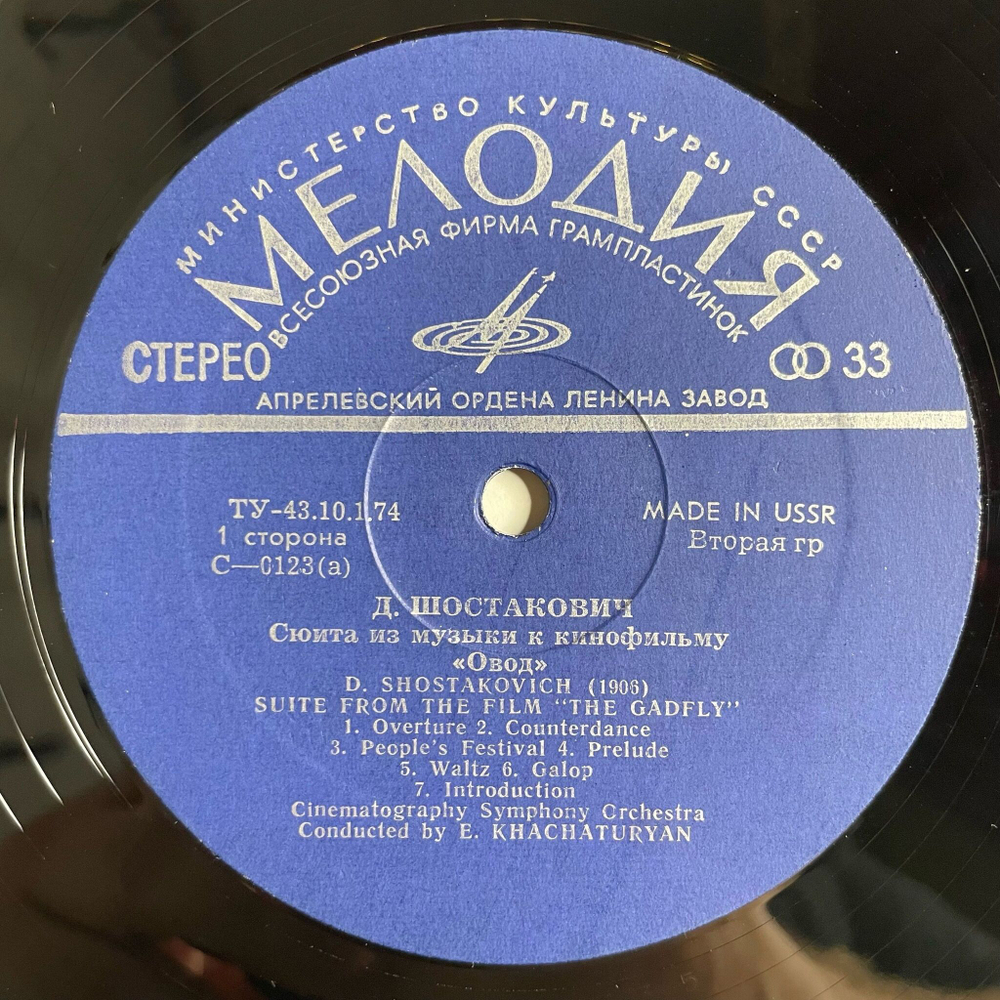 МИНИСТЕРСТВО КУЛЬТУРЫ СССР
МЕЛОДИЯ
ВСЕСОЮЗНАЯ ФИРМА ГРАМПЛАСТИНОК
СТЕРЕО
33
АПРЕЛЕВСКИЙ ОРДЕНА ЛЕНИНА ЗАВОД
ТУ-43.10.1.74
1 сторона
С—0123(а)
MADE IN USSR
Вторая гр
Д. ШОСТАКОВИЧ
Сюита из музыки к кинофильму
«Овод»
D. SHOSTAKOVICH (1906)
SUITE FROM THE FILM "THE GADFLY"
1. Overture 2. Counterdance
3. People's Festival 4. Prelude
5. Waltz 6. Galop
7. Introduction
Cinematography Symphony Orchestra
Conducted by E. KHACHATURYAN